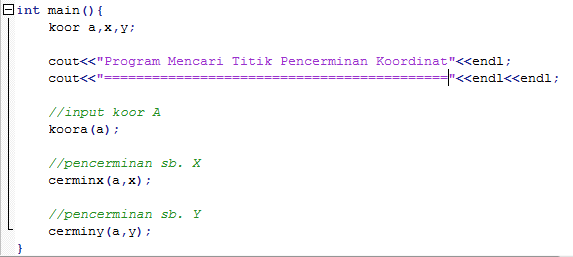 int main(){
koor a,x,y;
cout<<"Program Mencari Titik Pencerminan Koordinat"<<endl;
cout<<"==========================================="<<endl<<endl;
//input koor A
koora(a);
//pencerminan sb. X
cerminx(a,x);
//pencerminan sb. Y
cerminy(a,y);
}